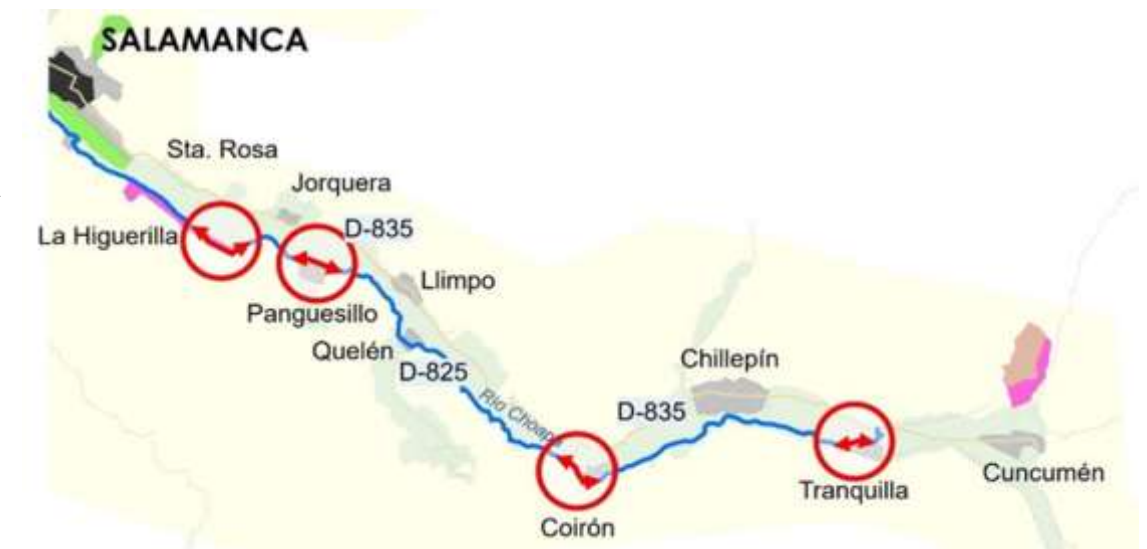 SALAMANCA
Sta. Rosa
Jorquera
D-835
La Higuerilla
Llimpo
Panguesillo
Quelén
D-825
Río Choapa
Chillepín
D-835
Cuncumén
Tranquilla
Coirón